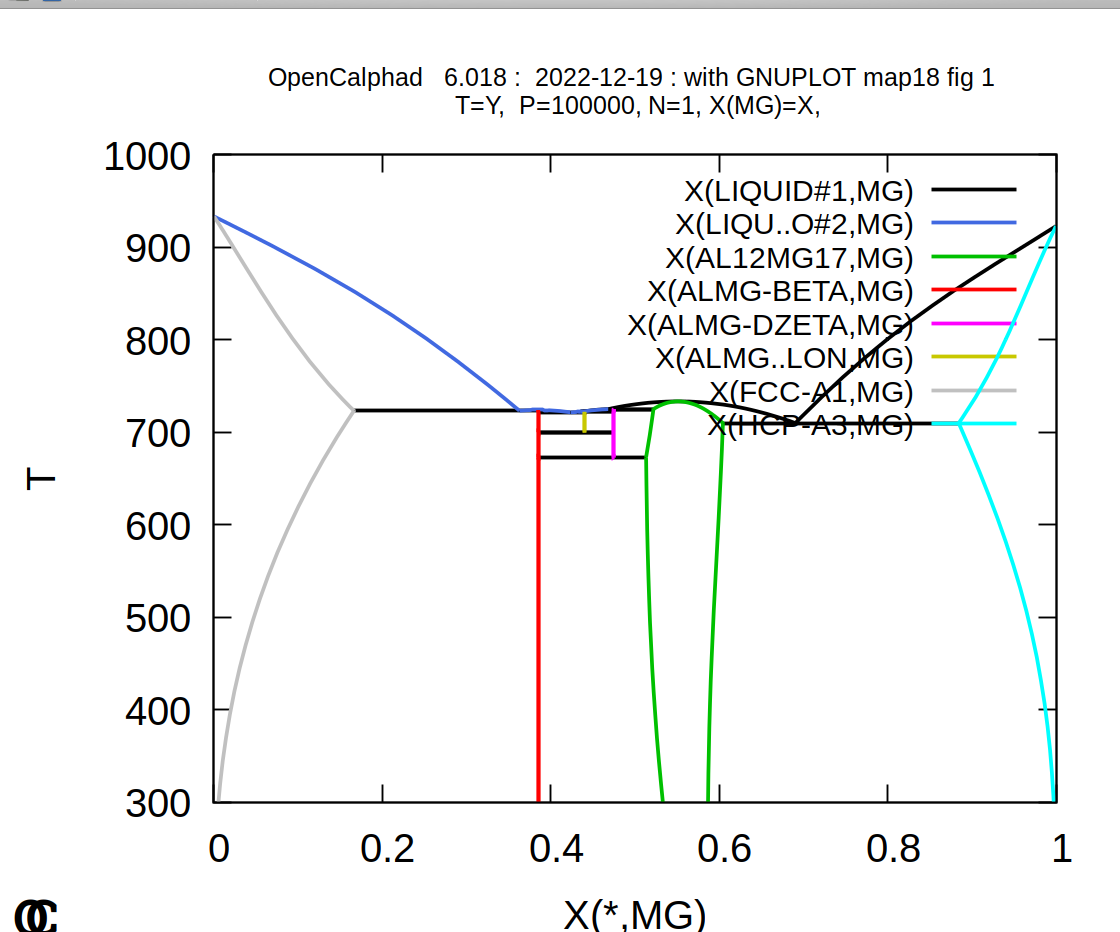 OpenCalphad 6.018 : 2022-12-19 : with GNUPLOT map18 fig 1
T=Y, P=100000, N=1, X(MG)=X,
1000
900
800
700
600
500
400
300
T
X(LIQUID#1,MG)
X(LIQU..O#2,MG)
X(AL12MG17,MG)
X(ALMG-BETA,MG)
X(ALMG-DZETA,MG)
X(ALMG..LON,MG)
X(FCC-A1,MG)
X(HCP-A3,MG)
0 0.2 0.4 0.6 0.8 1
X(*,MG)
OC